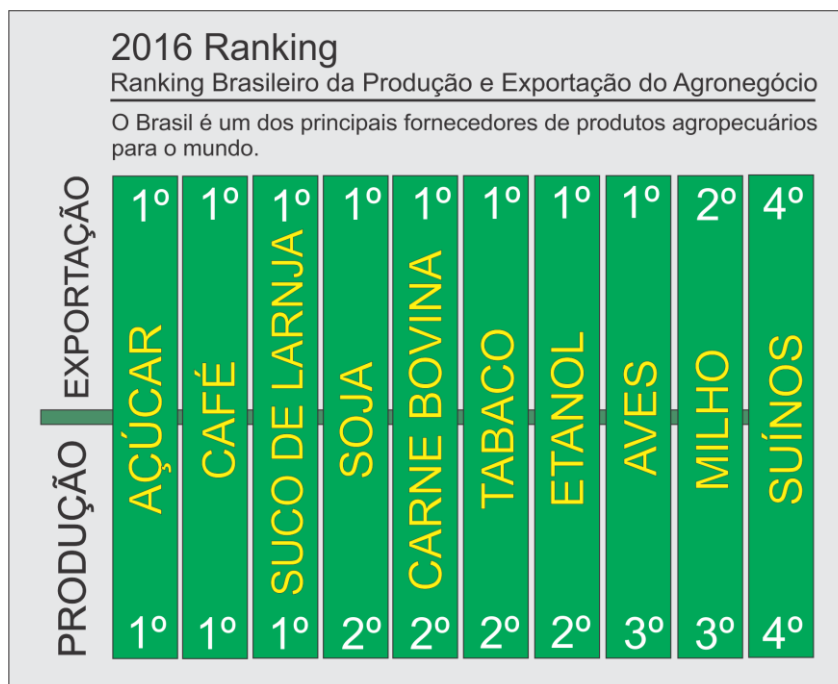 2016 Ranking
Ranking Brasileiro da Produção e Exportação do Agronegócio
O Brasil é um dos principais fornecedores de produtos agropecuários
para o mundo.
EXPORTAÇÃO
1º 1º 1º 1º 1º 1º 1º 1º 2º 4º
AÇÚCAR
CAFÉ
SUCO DE LARNJA
SOJA
CARNE BOVINA
TABACO
ETANOL
AVES
MILHO
SUÍNOS
PRODUÇÃO
1º 1º 1º 2º 2º 2º 2º 3º 3º 4º